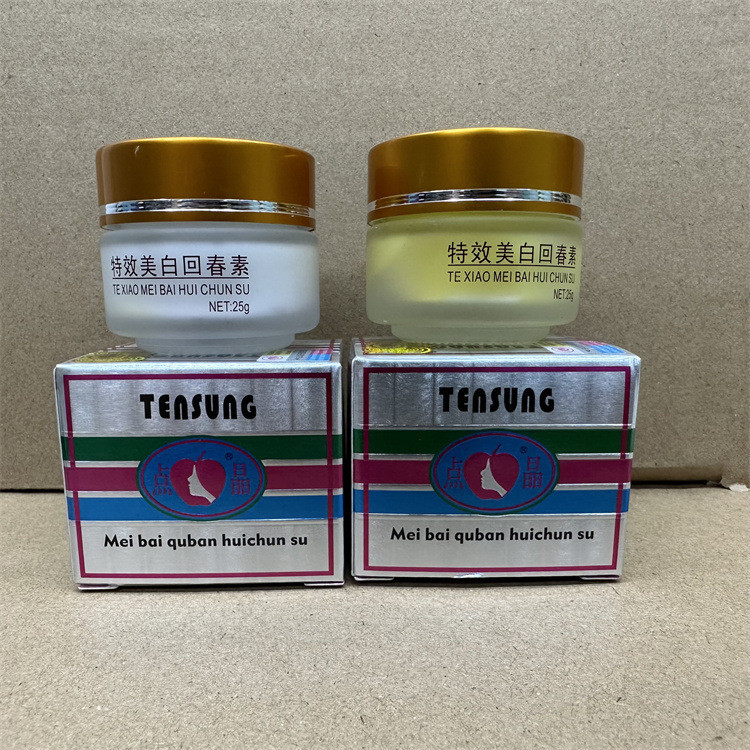 特效美白回春素
TE XIAO MEI BAI HUI CHUN SU
NET:25g
特效美白回春素
TE XIAO MEI BAI HUI CHUN SU
NET:25g
TENSUNG
点 ® 晶
Mei bai quban huichun su
TENSUNG
点 ® 晶
Mei bai quban huichun su